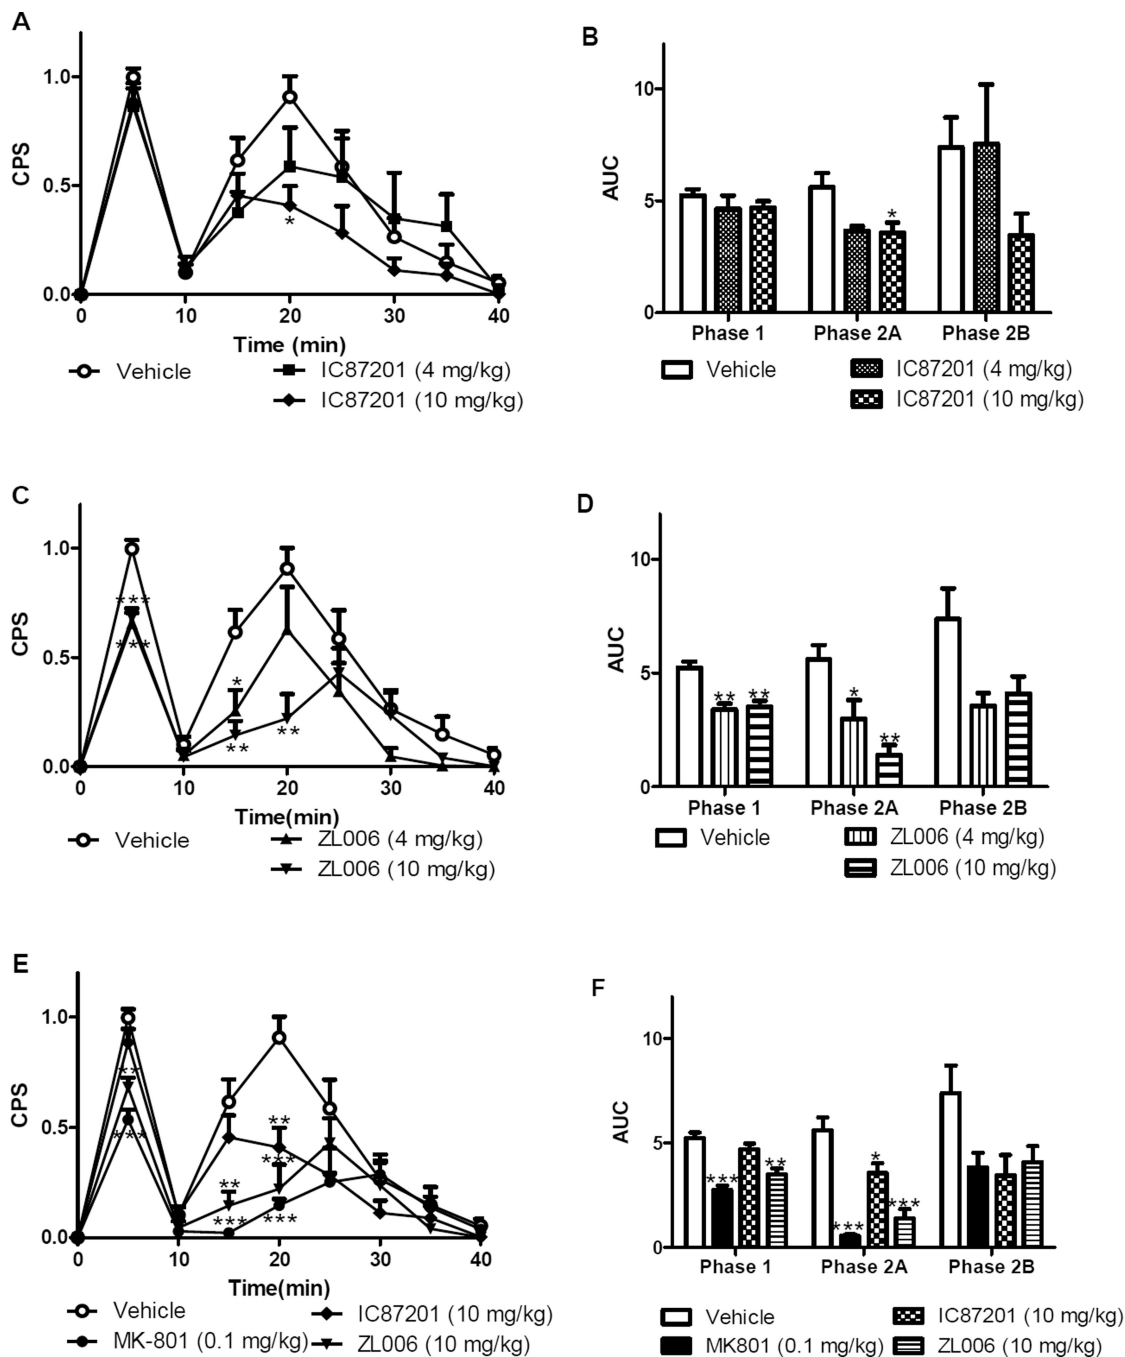 A
CPS
1.0
0.5
0.0
*
0 10 20 30 40
Time (min)
Vehicle
IC87201 (4 mg/kg)
IC87201 (10 mg/kg)
B
AUC
10
5
0
*
Phase 1 Phase 2A Phase 2B
Vehicle
IC87201 (4 mg/kg)
IC87201 (10 mg/kg)
C
CPS
1.0
0.5
0.0
***
***
*
**
**
0 10 20 30 40
Time(min)
Vehicle
ZL006 (4 mg/kg)
ZL006 (10 mg/kg)
D
AUC
10
5
0
** ** * **
Phase 1 Phase 2A Phase 2B
Vehicle
ZL006 (4 mg/kg)
ZL006 (10 mg/kg)
E
CPS
1.0
0.5
0.0
**
***
**
***
**
***
***
0 10 20 30 40
Time(min)
Vehicle
MK-801 (0.1 mg/kg)
IC87201 (10 mg/kg)
ZL006 (10 mg/kg)
F
AUC
10
5
0
*** ** *** * ***
Phase 1 Phase 2A Phase 2B
Vehicle
MK801 (0.1 mg/kg)
IC87201 (10 mg/kg)
ZL006 (10 mg/kg)